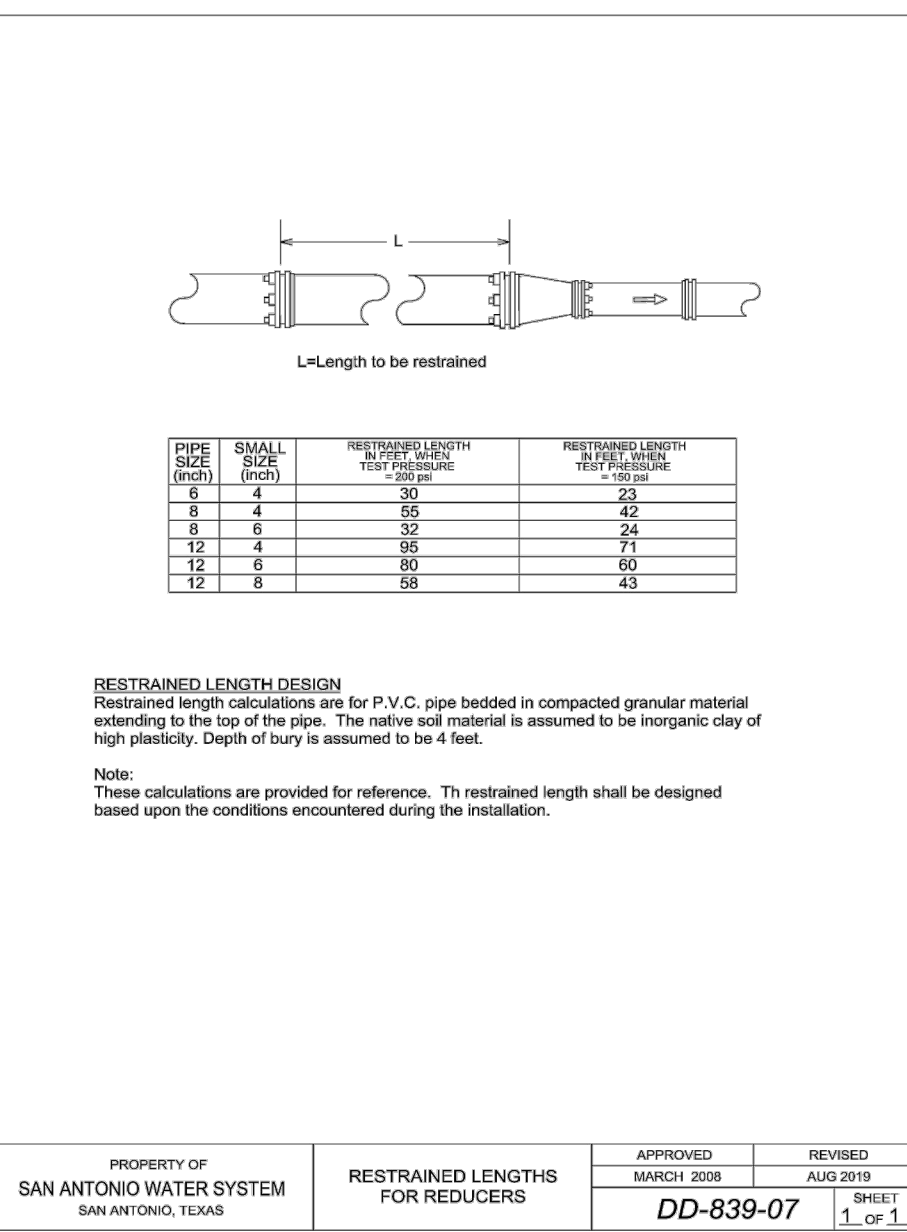 L
L=Length to be restrained
PIPE SIZE (inch) SMALL SIZE (inch) RESTRAINED LENGTH IN FEET, WHEN TEST PRESSURE = 200 psi RESTRAINED LENGTH IN FEET, WHEN TEST PRESSURE = 150 psi
6 4 30 23
8 4 55 42
8 6 32 24
12 4 95 71
12 6 80 60
12 8 58 43
RESTRAINED LENGTH DESIGN
Restrained length calculations are for P.V.C. pipe bedded in compacted granular material
extending to the top of the pipe. The native soil material is assumed to be inorganic clay of
high plasticity. Depth of bury is assumed to be 4 feet.
Note:
These calculations are provided for reference. Th restrained length shall be designed
based upon the conditions encountered during the installation.
PROPERTY OF
SAN ANTONIO WATER SYSTEM
SAN ANTONIO, TEXAS
RESTRAINED LENGTHS
FOR REDUCERS
APPROVED REVISED
MARCH 2008 AUG 2019
DD-839-07
SHEET
1 OF 1